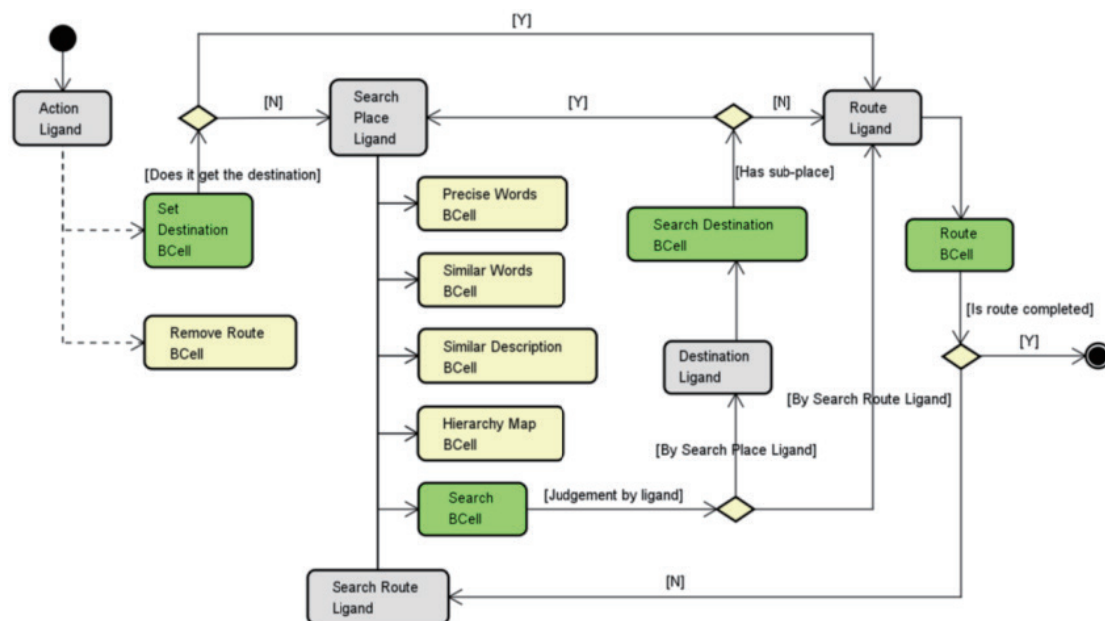 [Y]
Action
Ligand
[N]
Search
Place
Ligand
[Y]
[N]
Route
Ligand
[Does it get the destination]
[Has sub-place]
Set
Destination
BCell
Precise Words
BCell
Search Destination
BCell
Route
BCell
Similar Words
BCell
[Is route completed]
Remove Route
BCell
Similar Description
BCell
Destination
Ligand
[Y]
[By Search Route Ligand]
Hierarchy Map
BCell
[By Search Place Ligand]
Search
BCell
[Judgement by ligand]
Search Route
Ligand
[N]